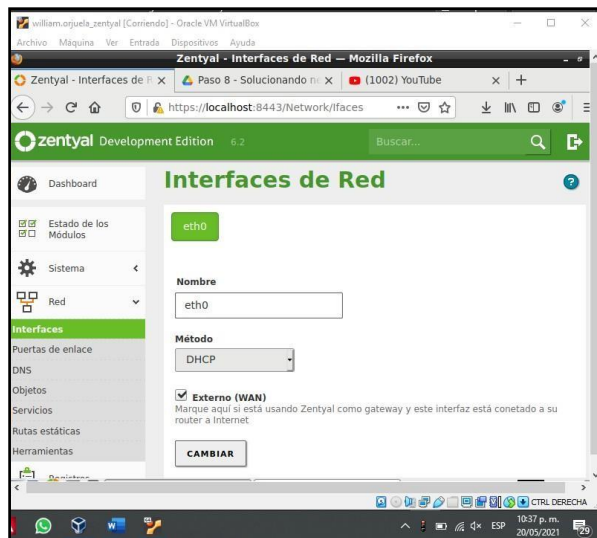 william.orjuela_zentyal [Corriendo] - Oracle VM VirtualBox
Archivo Máquina Ver Entrada Dispositivos Ayuda
Zentyal - Interfaces de Red — Mozilla Firefox
Zentyal - Interfaces de R
Paso 8 - Solucionando n
(1002) YouTube
https://localhost:8443/Network/Ifaces
zentyal Development Edition 6.2
Buscar...
Dashboard
Estado de los Módulos
Sistema
Red
Interfaces
Puertas de enlace
DNS
Objetos
Servicios
Rutas estáticas
Herramientas
Interfaces de Red
eth0
Nombre
eth0
Método
DHCP
Externo (WAN)
Marque aquí si está usando Zentyal como gateway y este interfaz está conetado a su
router a Internet
CAMBIAR
CTRL DERECHA
ESP
10:37 p. m.
20/05/2021
29